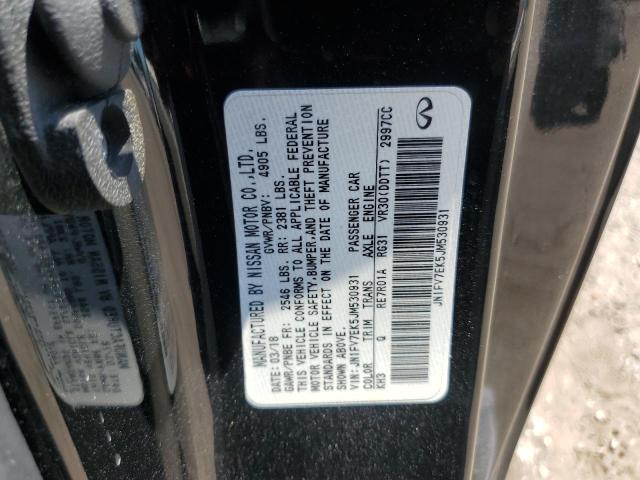 MANUFACTURED BY NISSAN MOTOR CO.,LTD.
DATE: 03/18 GVWR/PNBV: 4905 LBS.
GAWR/PNBE FR: 2546 LBS. RR: 2381 LBS.
THIS VEHICLE CONFORMS TO ALL APPLICABLE FEDERAL
MOTOR VEHICLE SAFETY,BUMPER,AND THEFT PREVENTION
STANDARDS IN EFFECT ON THE DATE OF MANUFACTURE
SHOWN ABOVE.
VIN:JN1FV7EK5JM530931 PASSENGER CAR
COLOR TRIM TRANS AXLE ENGINE
KH3 Q RE7R01A RG31 VR30(DDTT) 2997CC
JN1FV7EK5JM530931